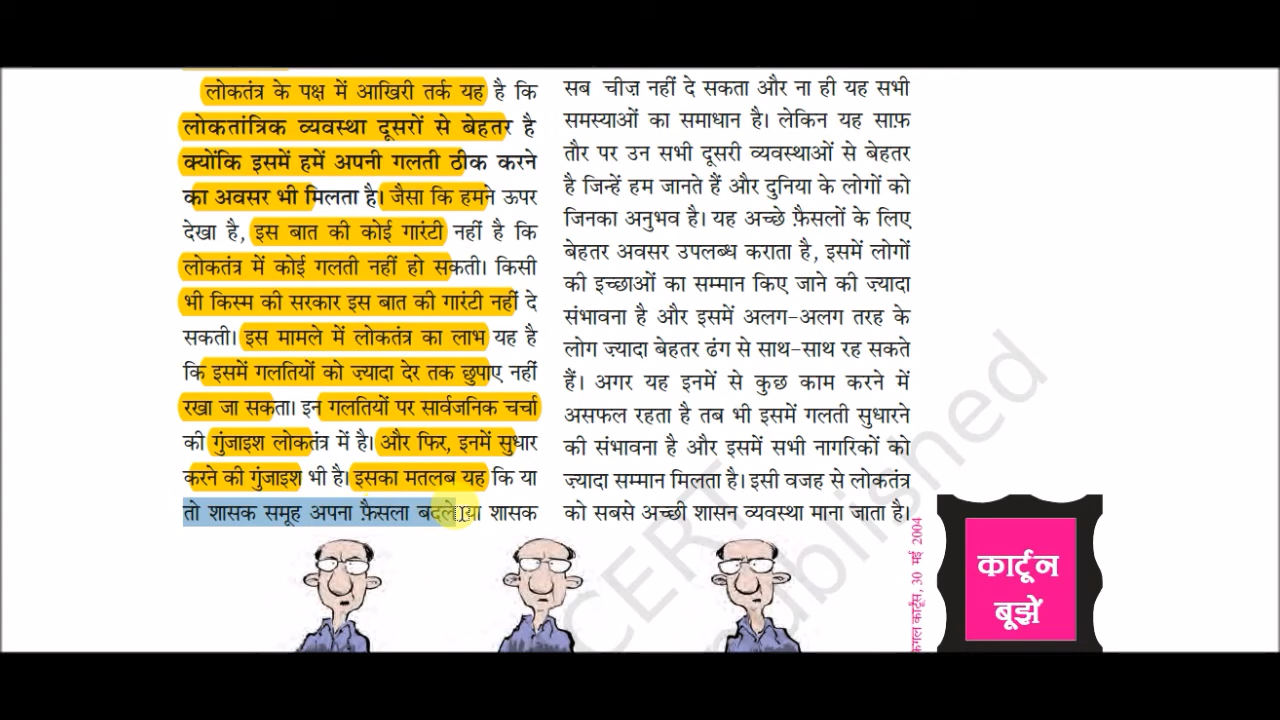 लोकतंत्र के पक्ष में आखिरी तर्क यह है कि
लोकतांत्रिक व्यवस्था दूसरों से बेहतर है
क्योंकि इसमें हमें अपनी गलती ठीक करने
का अवसर भी मिलता है। जैसा कि हमने ऊपर
देखा है, इस बात की कोई गारंटी नहीं है कि
लोकतंत्र में कोई गलती नहीं हो सकती। किसी
भी किस्म की सरकार इस बात की गारंटी नहीं दे
सकती। इस मामले में लोकतंत्र का लाभ यह है
कि इसमें गलतियों को ज़्यादा देर तक छुपाए नहीं
रखा जा सकता। इन गलतियों पर सार्वजनिक चर्चा
की गुंजाइश लोकतंत्र में है। और फिर, इनमें सुधार
करने की गुंजाइश भी है। इसका मतलब यह कि या
तो शासक समूह अपना फ़ैसला बदले या शासक
सब चीज़ नहीं दे सकता और ना ही यह सभी
समस्याओं का समाधान है। लेकिन यह साफ़
तौर पर उन सभी दूसरी व्यवस्थाओं से बेहतर
है जिन्हें हम जानते हैं और दुनिया के लोगों को
जिनका अनुभव है। यह अच्छे फ़ैसलों के लिए
बेहतर अवसर उपलब्ध कराता है, इसमें लोगों
की इच्छाओं का सम्मान किए जाने की ज़्यादा
संभावना है और इसमें अलग-अलग तरह के
लोग ज़्यादा बेहतर ढंग से साथ-साथ रह सकते
हैं। अगर यह इनमें से कुछ काम करने में
असफल रहता है तब भी इसमें गलती सुधारने
की संभावना है और इसमें सभी नागरिकों को
ज़्यादा सम्मान मिलता है। इसी वजह से लोकतंत्र
को सबसे अच्छी शासन व्यवस्था माना जाता है।
केगल कार्टूंस, 30 मई 2004
कार्टून
बूझें
CERT
published